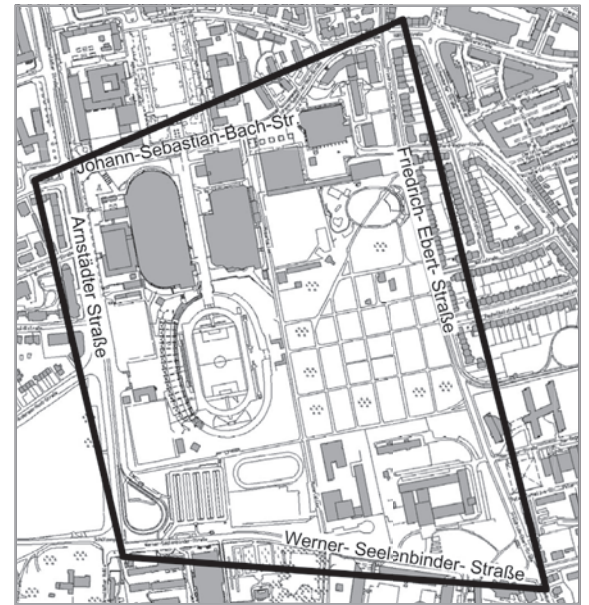 Johann-Sebastian-Bach-Str
Friedrich- Ebert- Straße
Arnstädter Straße
Werner- Seelenbinder- Straße